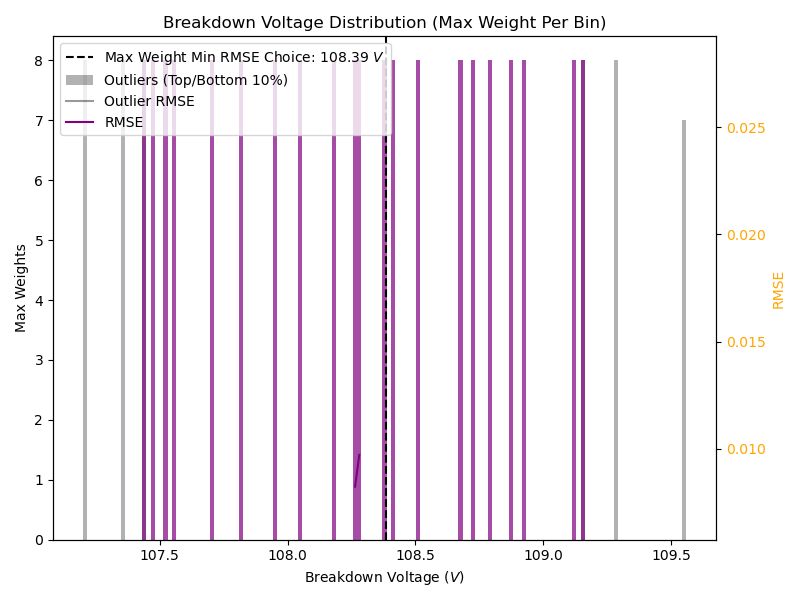 Breakdown Voltage Distribution (Max Weight Per Bin)
Max Weight Min RMSE Choice: 108.39 V
Outliers (Top/Bottom 10%)
Outlier RMSE
RMSE
8
7
6
5
4
3
2
1
0
Max Weights
0.025
0.020
0.015
0.010
RMSE
107.5 108.0 108.5 109.0 109.5
Breakdown Voltage (V)